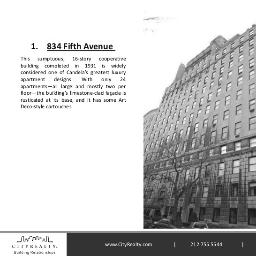 1. 834 Fifth Avenue
This sumptuous, 16-story cooperative
building completed in 1931 is widely
considered one of Candela's greatest luxury
apartment designs. With only 24
apartments—all large and mostly two per
floor—the building's limestone-clad façade is
rusticated at its base, and it has some Art
Deco-style cartouches.
CITYREALTY.
Building Relationships
www.CityRealty.com | 212.755.5544 |